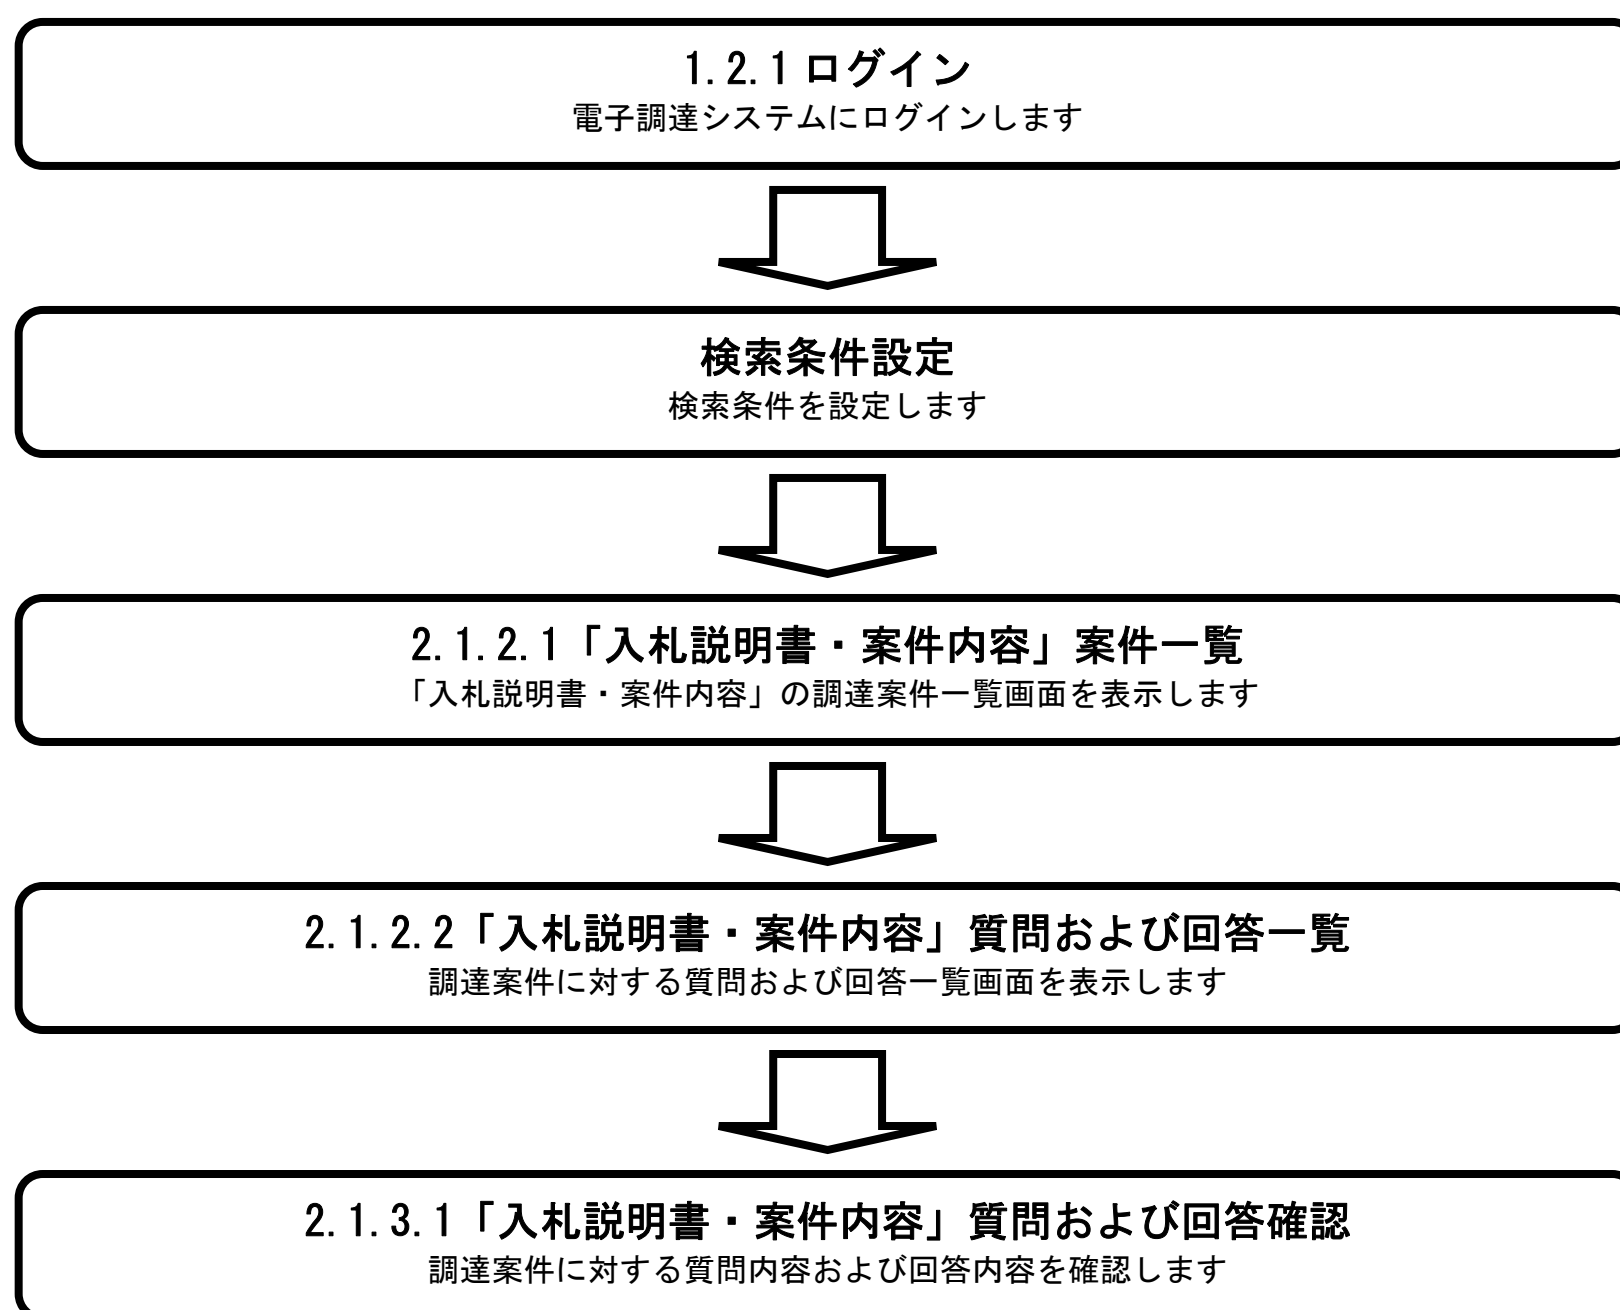 1.2.1 ログイン
電子調達システムにログインします
検索条件設定
検索条件を設定します
2.1.2.1「入札説明書・案件内容」案件一覧
「入札説明書・案件内容」の調達案件一覧画面を表示します
2.1.2.2「入札説明書・案件内容」質問および回答一覧
調達案件に対する質問および回答一覧画面を表示します
2.1.3.1「入札説明書・案件内容」質問および回答確認
調達案件に対する質問内容および回答内容を確認します